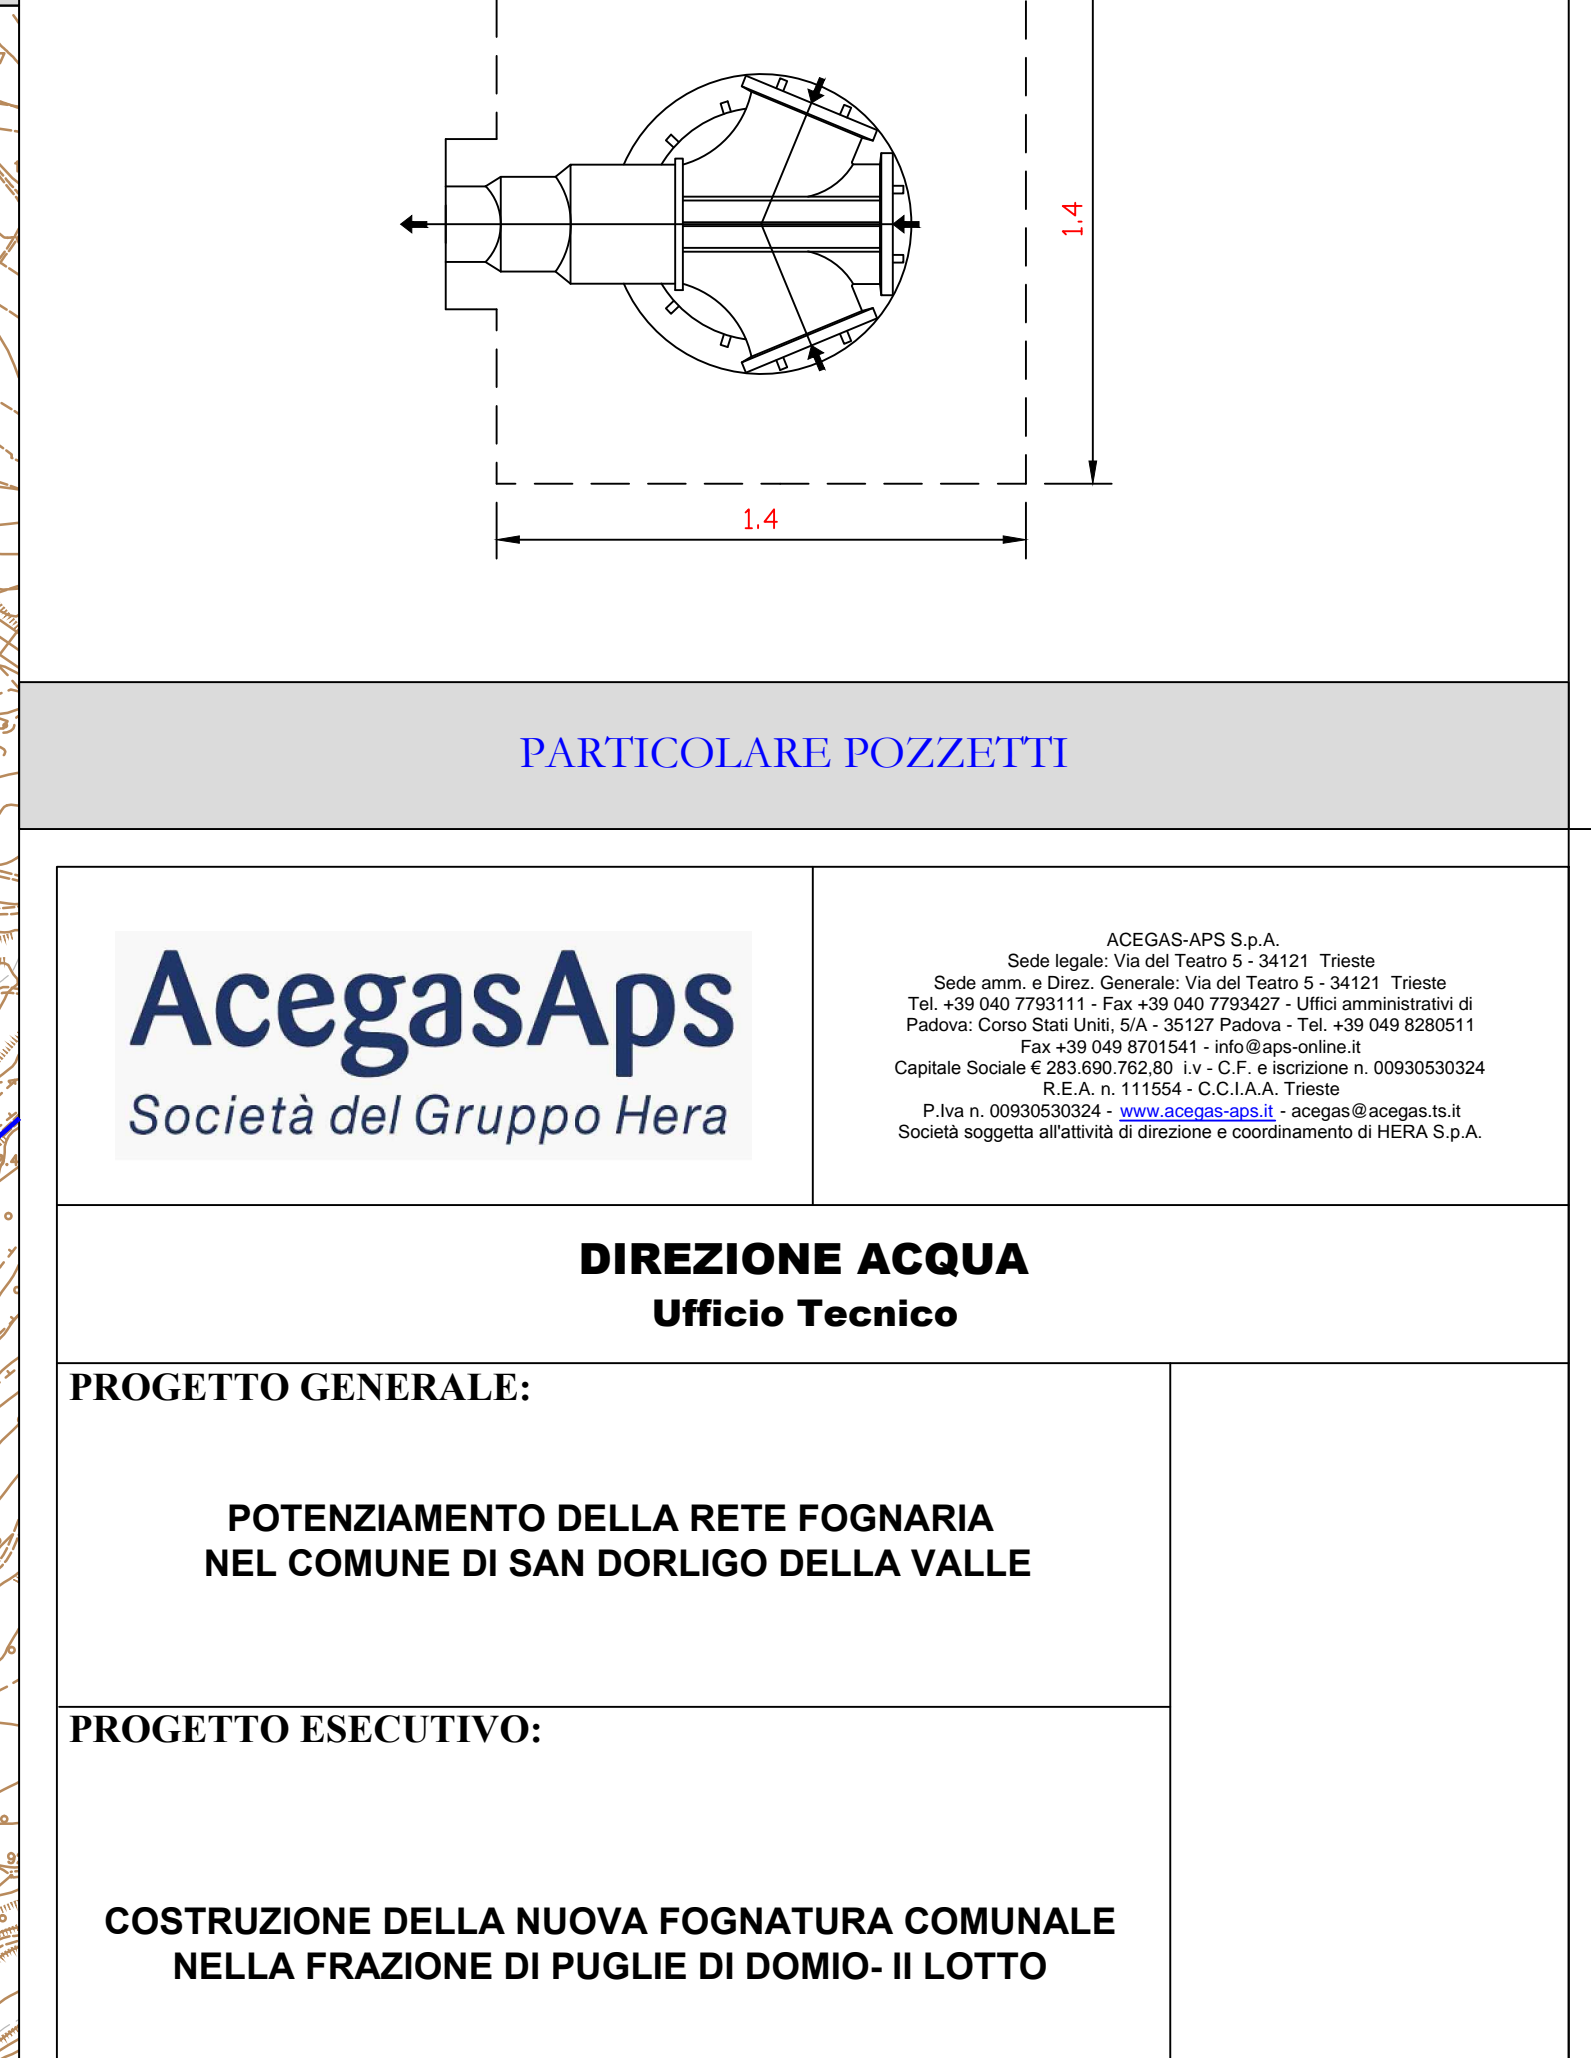 1.4
1.4
PARTICOLARE POZZETTI
AcegasAps
Società del Gruppo Hera
ACEGAS-APS S.p.A.
Sede legale: Via del Teatro 5 - 34121 Trieste
Sede amm. e Direz. Generale: Via del Teatro 5 - 34121 Trieste
Tel. +39 040 7793111 - Fax +39 040 7793427 - Uffici amministrativi di
Padova: Corso Stati Uniti, 5/A - 35127 Padova - Tel. +39 049 8280511
Fax +39 049 8701541 - info@aps-online.it
Capitale Sociale € 283.690.762,80 i.v - C.F. e iscrizione n. 00930530324
R.E.A. n. 111554 - C.C.I.A.A. Trieste
P.Iva n. 00930530324 - www.acegas-aps.it - acegas@acegas.ts.it
Società soggetta all'attività di direzione e coordinamento di HERA S.p.A.
DIREZIONE ACQUA
Ufficio Tecnico
PROGETTO GENERALE:
POTENZIAMENTO DELLA RETE FOGNARIA
NEL COMUNE DI SAN DORLIGO DELLA VALLE
PROGETTO ESECUTIVO:
COSTRUZIONE DELLA NUOVA FOGNATURA COMUNALE
NELLA FRAZIONE DI PUGLIE DI DOMIO- II LOTTO